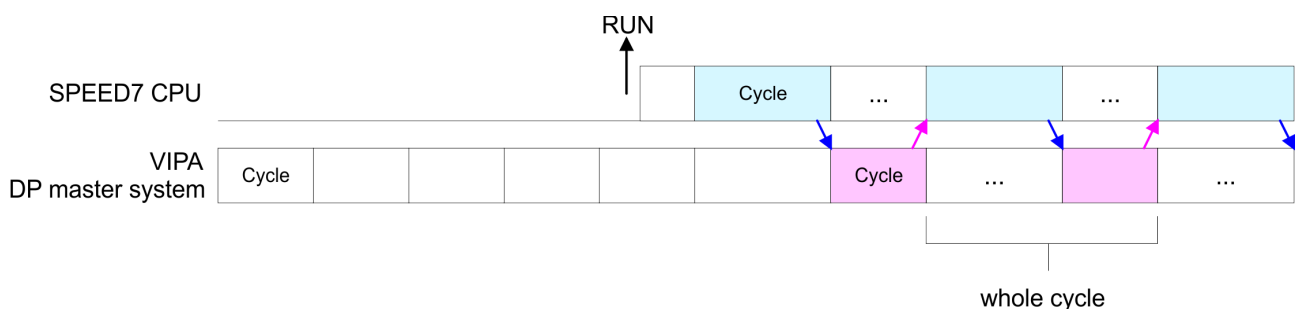 RUN
SPEED7 CPU
Cycle
...
...
VIPA
DP master system
Cycle
Cycle
...
...
whole cycle